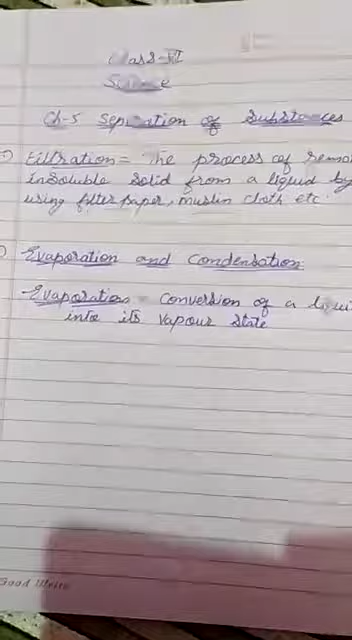 Class-VI
Science
Ch-5 Separation of Substances
Filtration = The process of remo
insoluble solid from a liquid by
using filter paper, muslin cloth etc.
Evaporation and Condensation
Evaporation = Conversion of a liqui
into its vapour state
Good Write